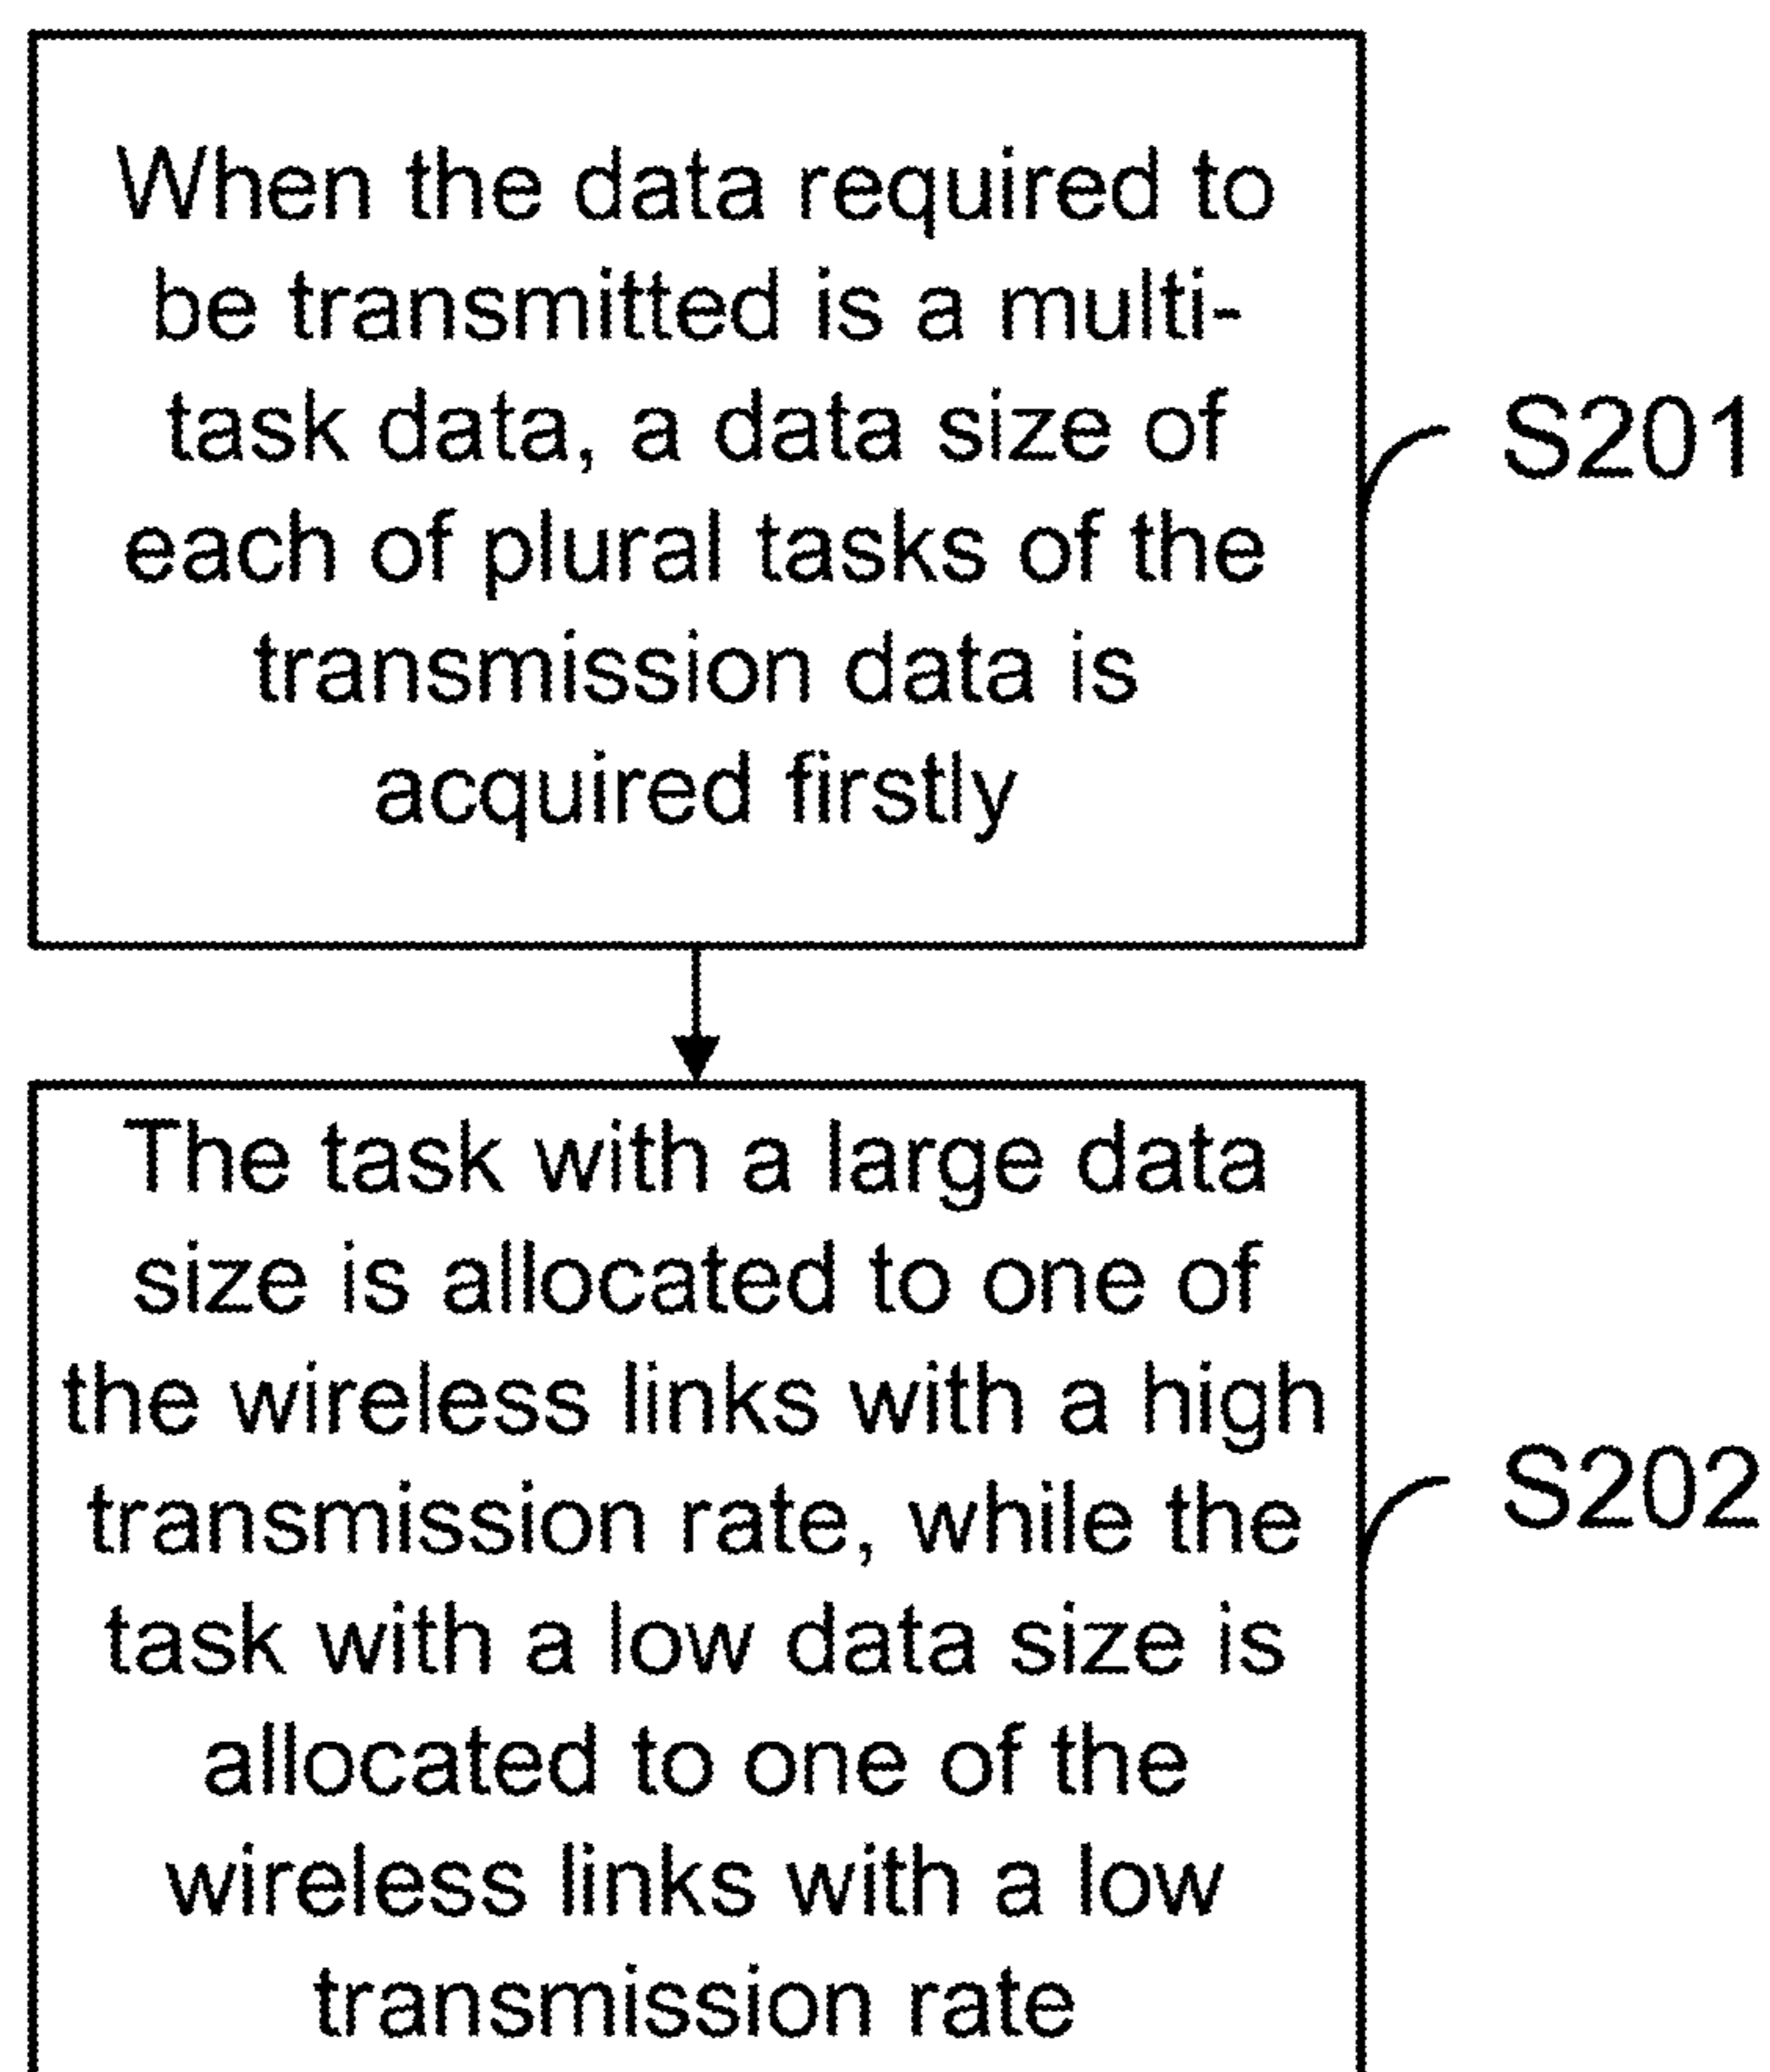 When the data required to
be transmitted is a multi-
task data, a data size of
each of plural tasks of the
transmission data is
acquired firstly
S201
The task with a large data
size is allocated to one of
the wireless links with a high
transmission rate, while the
task with a low data size is
allocated to one of the
wireless links with a low
transmission rate
S202